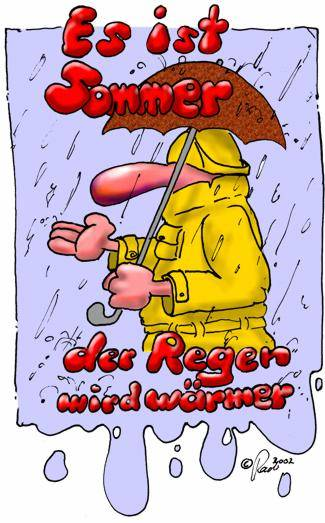 Es ist
Sommer
der Regen
wird wärmer
© 2002